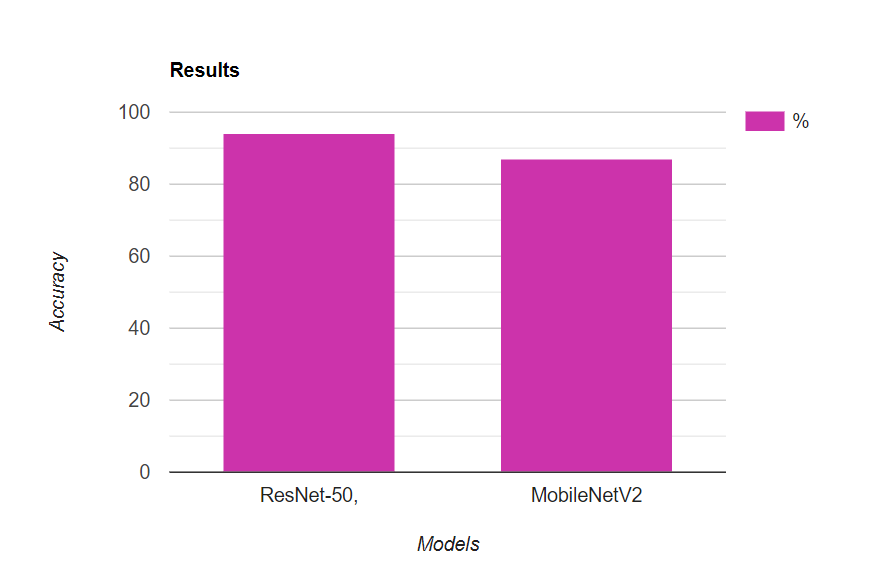 Results
100
80
60
40
20
0
Accuracy
ResNet-50,
MobileNetV2
Models
%